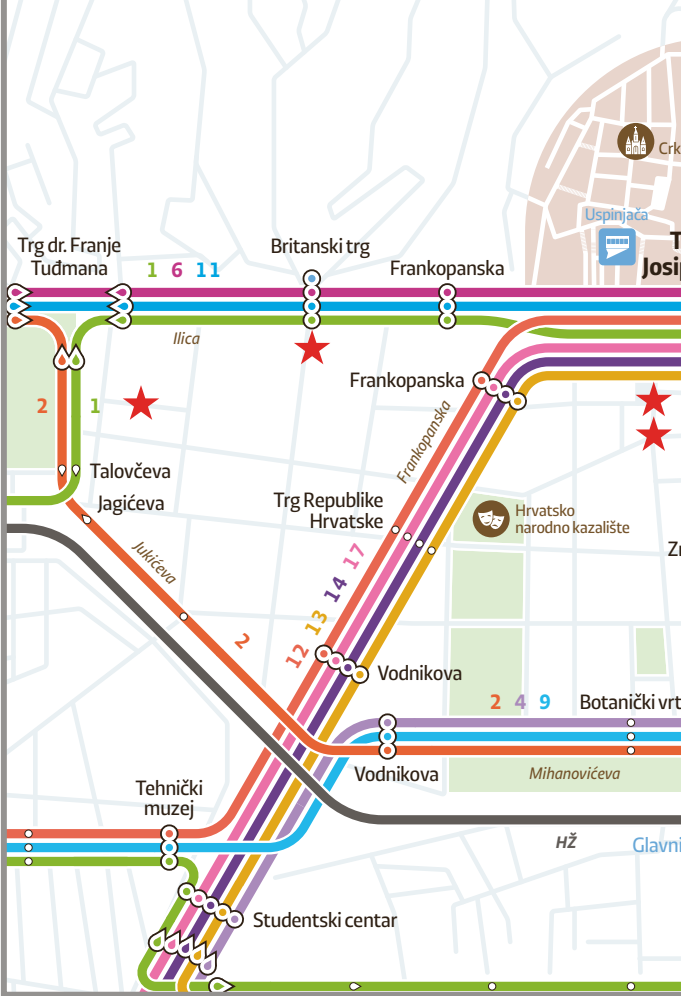 Crk
Uspinjača
T
Josip
Trg dr. Franje
Tuđmana
1 6 11
Britanski trg
Frankopanska
Ilica
Frankopanska
2
1
Frankopanska
Talovčeva
Jagićeva
Trg Republike
Hrvatske
Hrvatsko
narodno kazalište
Jukićeva
Zr
2
12 13 14 17
Vodnikova
2 4 9
Botanički vrt
Vodnikova
Mihanovićeva
Tehnički
muzej
HŽ
Glavni
Studentski centar